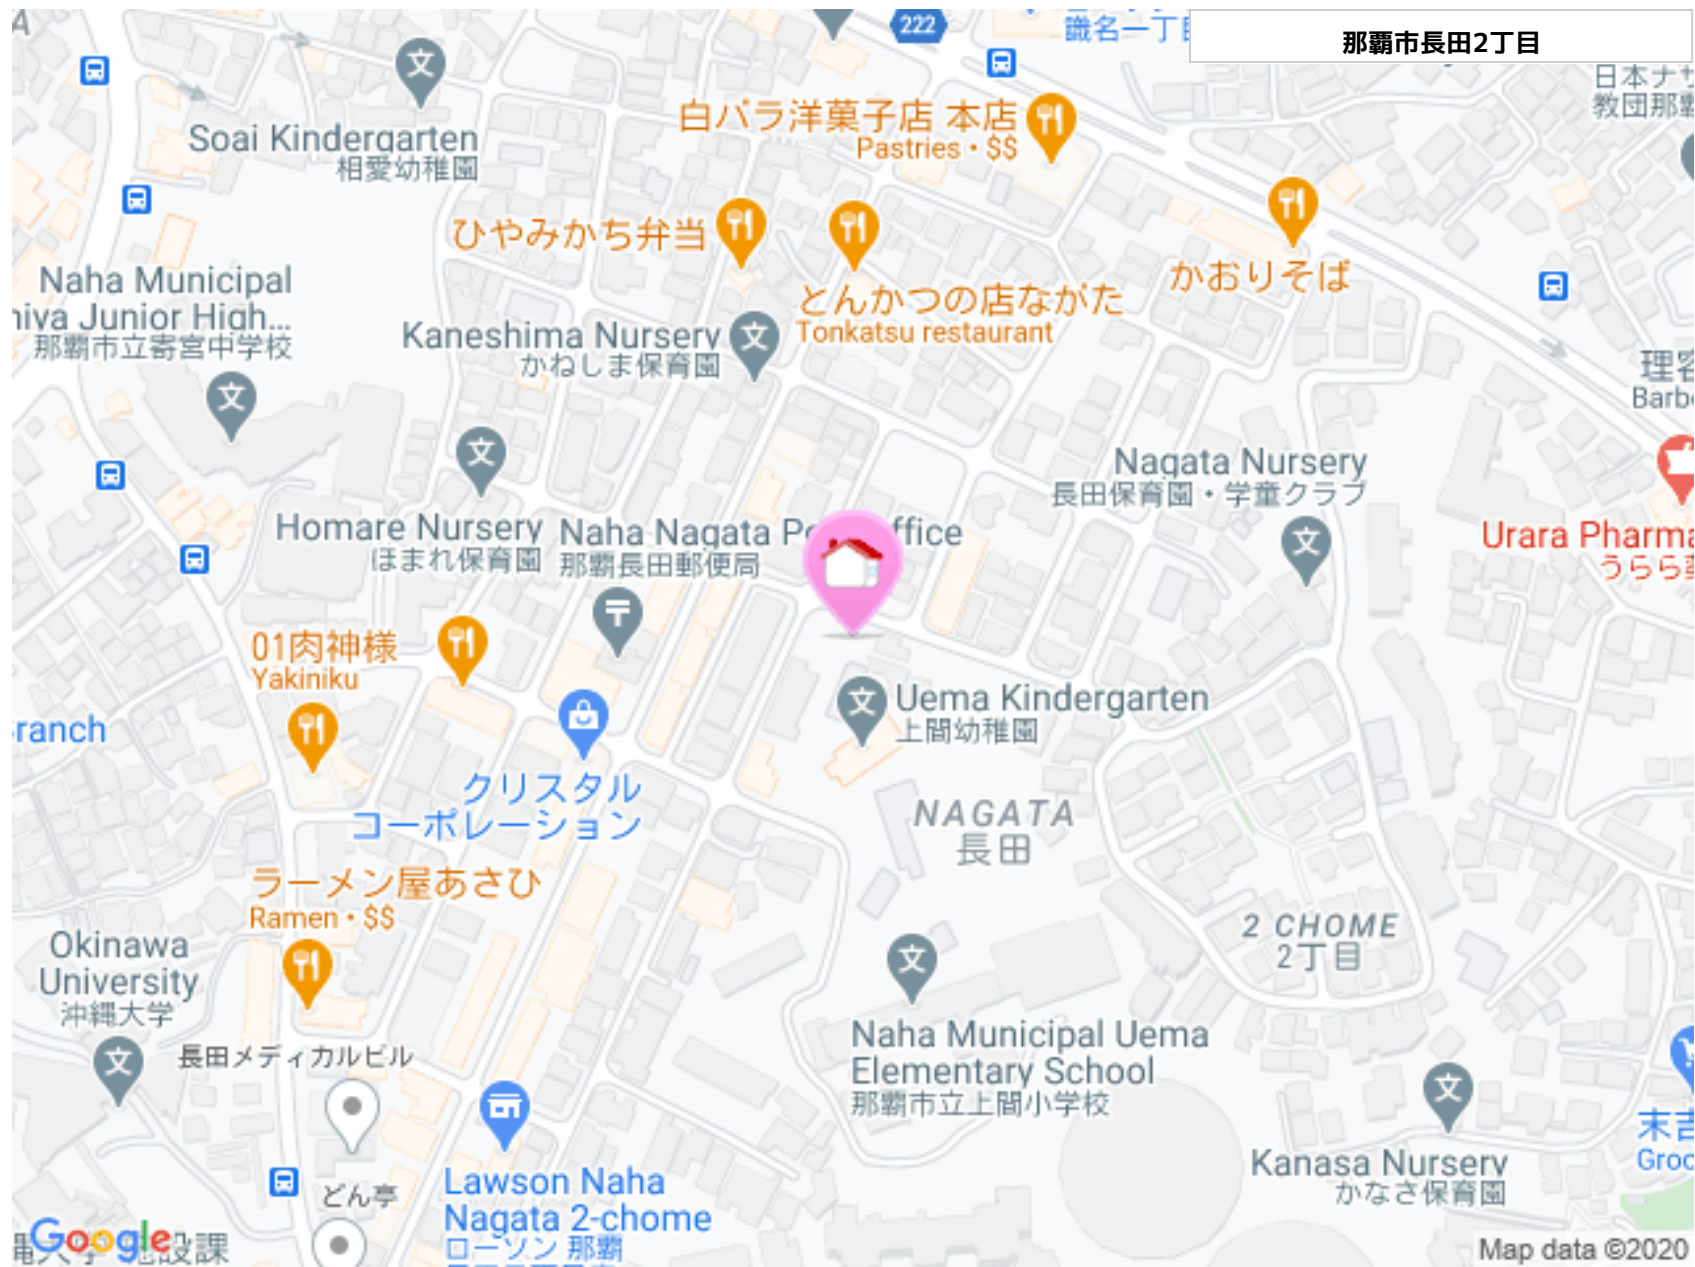 222
識名一丁目
那覇市長田2丁目
日本ナザ
教団那覇
白バラ洋菓子店 本店
Pastries • $$
Soai Kindergarten
相愛幼稚園
ひやみかち弁当
かおりそば
とんかつの店ながた
Tonkatsu restaurant
Naha Municipal
niya Junior High...
那覇市立寄宮中学校
Kaneshima Nursery
かねしま保育園
理容
Barb
Nagata Nursery
長田保育園・学童クラブ
Homare Nursery
ほまれ保育園
Naha Nagata Po ffice
那覇長田郵便局
Urara Pharma
うらら薬
01肉神様
Yakiniku
Uema Kindergarten
上間幼稚園
ranch
クリスタル
コーポレーション
NAGATA
長田
ラーメン屋あさひ
Ramen • $$
2 CHOME
2丁目
Okinawa
University
沖縄大学
Naha Municipal Uema
Elementary School
那覇市立上間小学校
長田メディカルビル
末吉
Groc
Kanasa Nursery
かなさ保育園
どん亭
Lawson Naha
Nagata 2-chome
ローソン 那覇
Google
設課
Map data ©2020